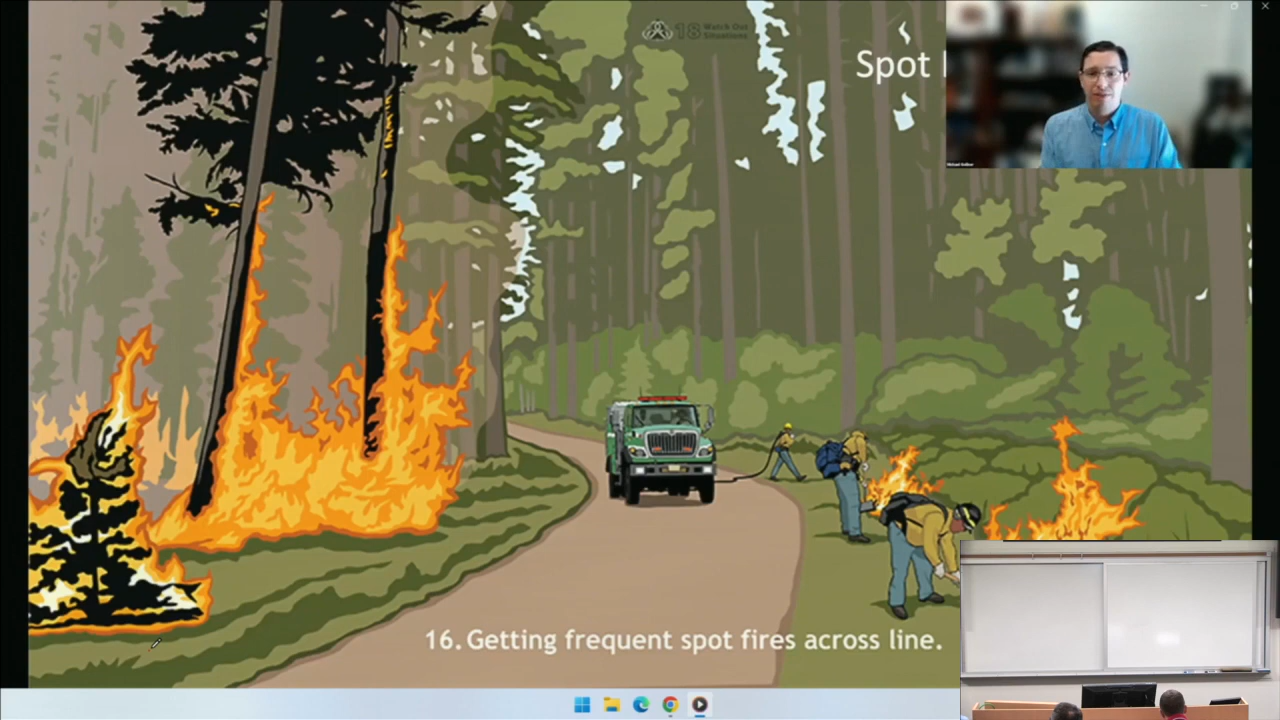 18 Watch Out
Situations
Spot
16. Getting frequent spot fires across line.